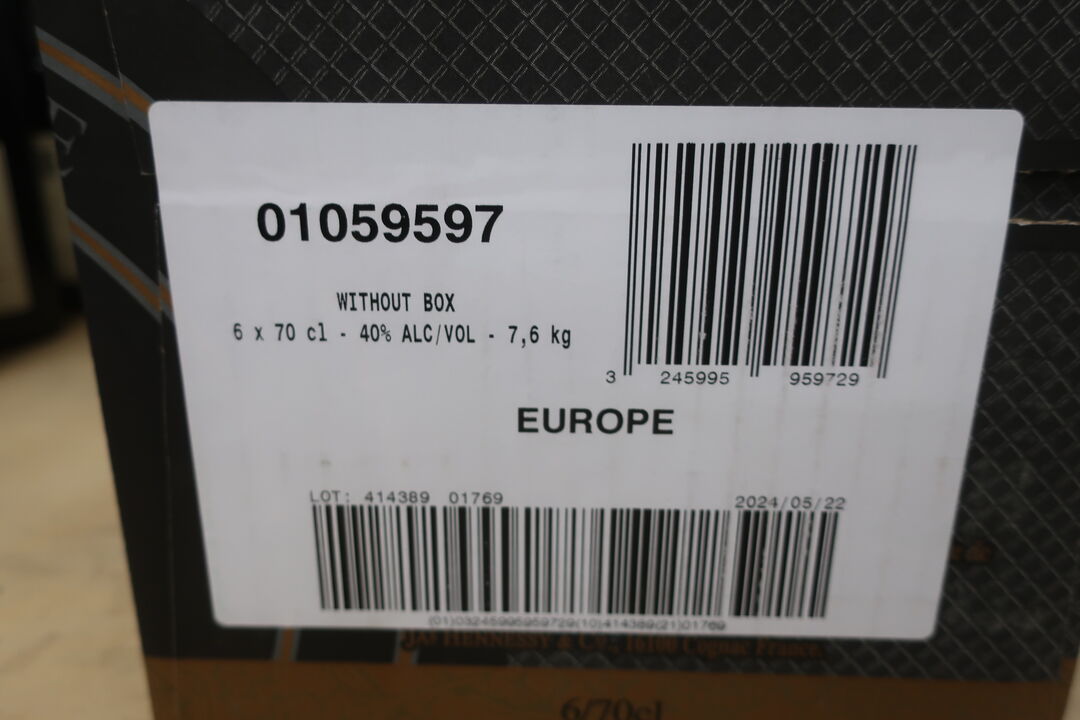 01059597
WITHOUT BOX
6 x 70 cl - 40% ALC/VOL - 7,6 kg
3 245995 959729
EUROPE
LOT: 414389 01769 2024/05/22
(01)03245995959729(10)414389(21)01769
JAS HENNESSY & C°., 16100 Cognac France.
6/70cl